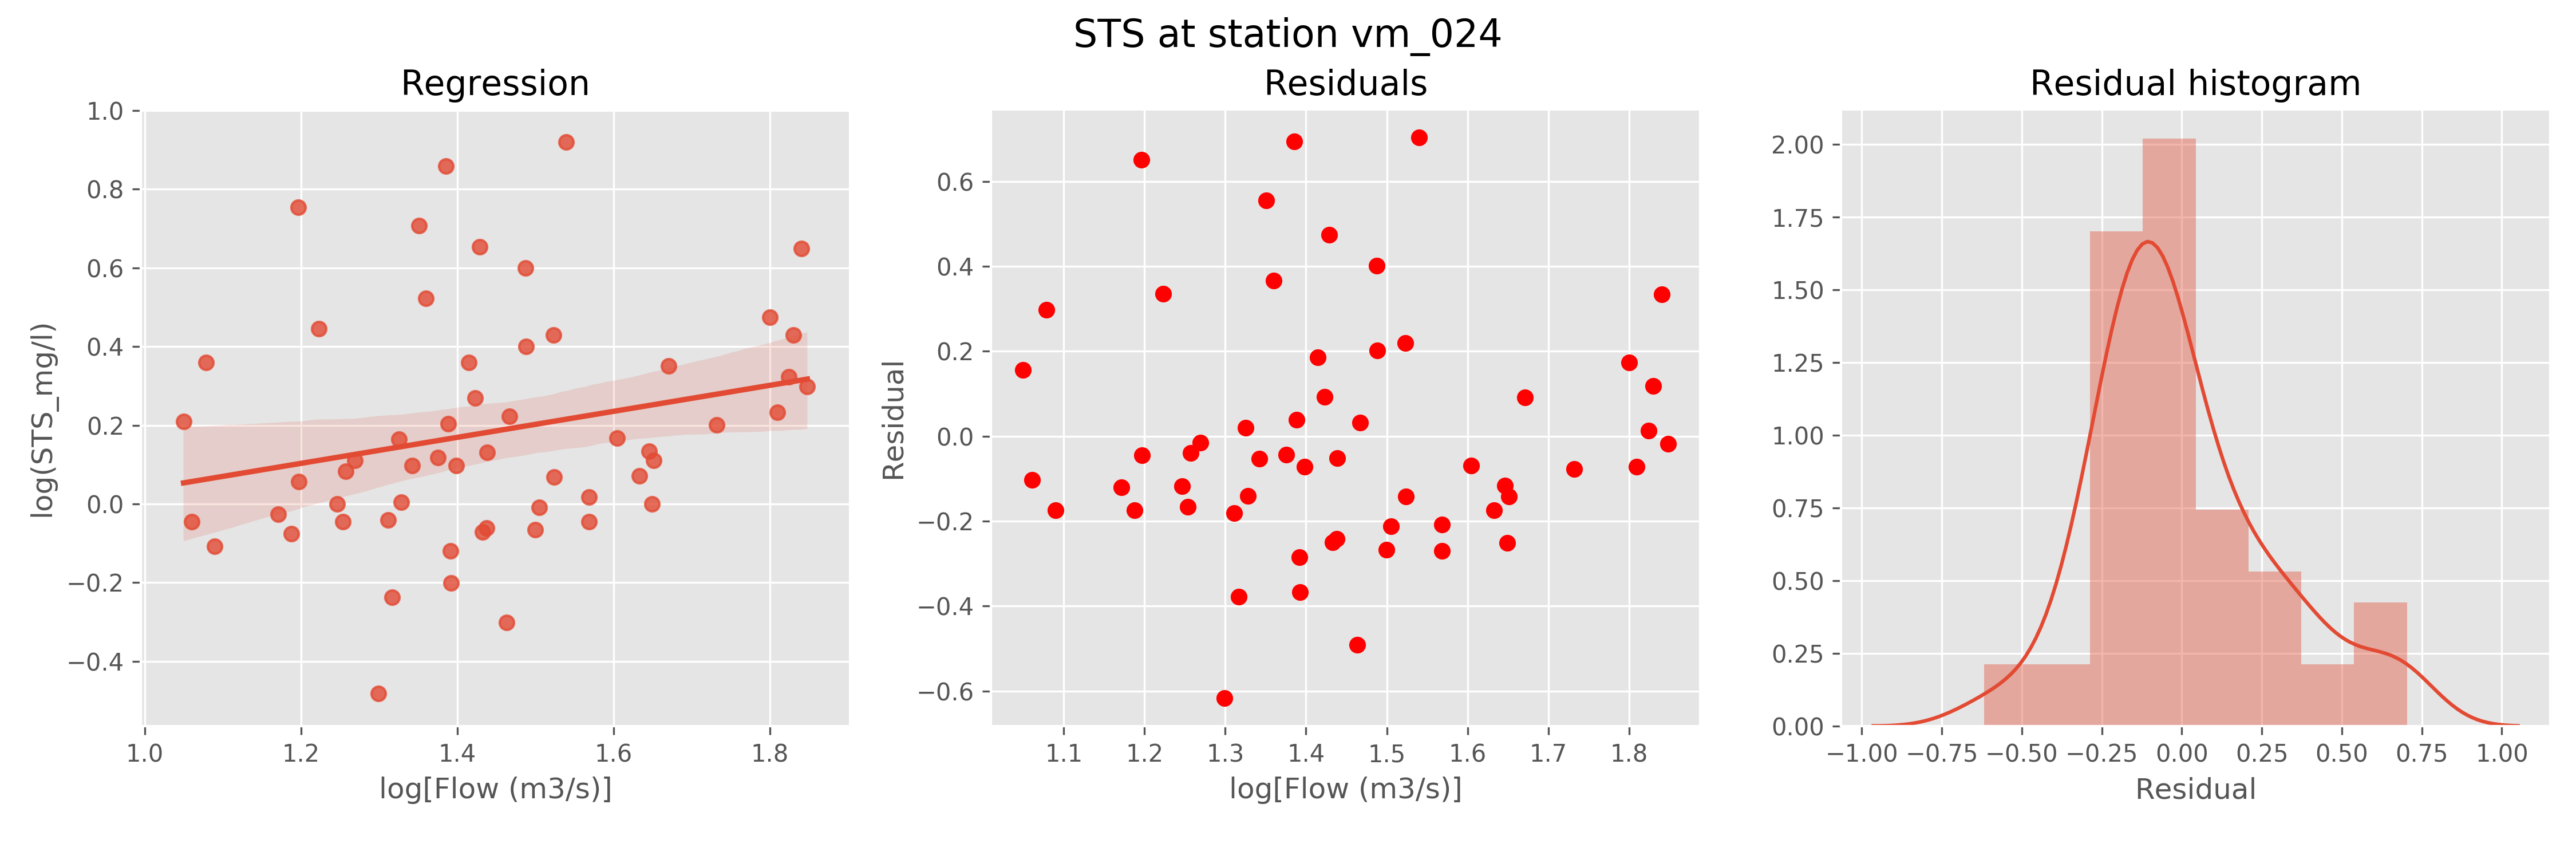 STS at station vm_024
Regression
log(STS_mg/l)
1.0
0.8
0.6
0.4
0.2
0.0
−0.2
−0.4
1.0 1.2 1.4 1.6 1.8
log[Flow (m3/s)]
Residuals
Residual
0.6
0.4
0.2
0.0
−0.2
−0.4
−0.6
1.1 1.2 1.3 1.4 1.5 1.6 1.7 1.8
log[Flow (m3/s)]
Residual histogram
2.00
1.75
1.50
1.25
1.00
0.75
0.50
0.25
0.00
−1.00 −0.75 −0.50 −0.25 0.00 0.25 0.50 0.75 1.00
Residual